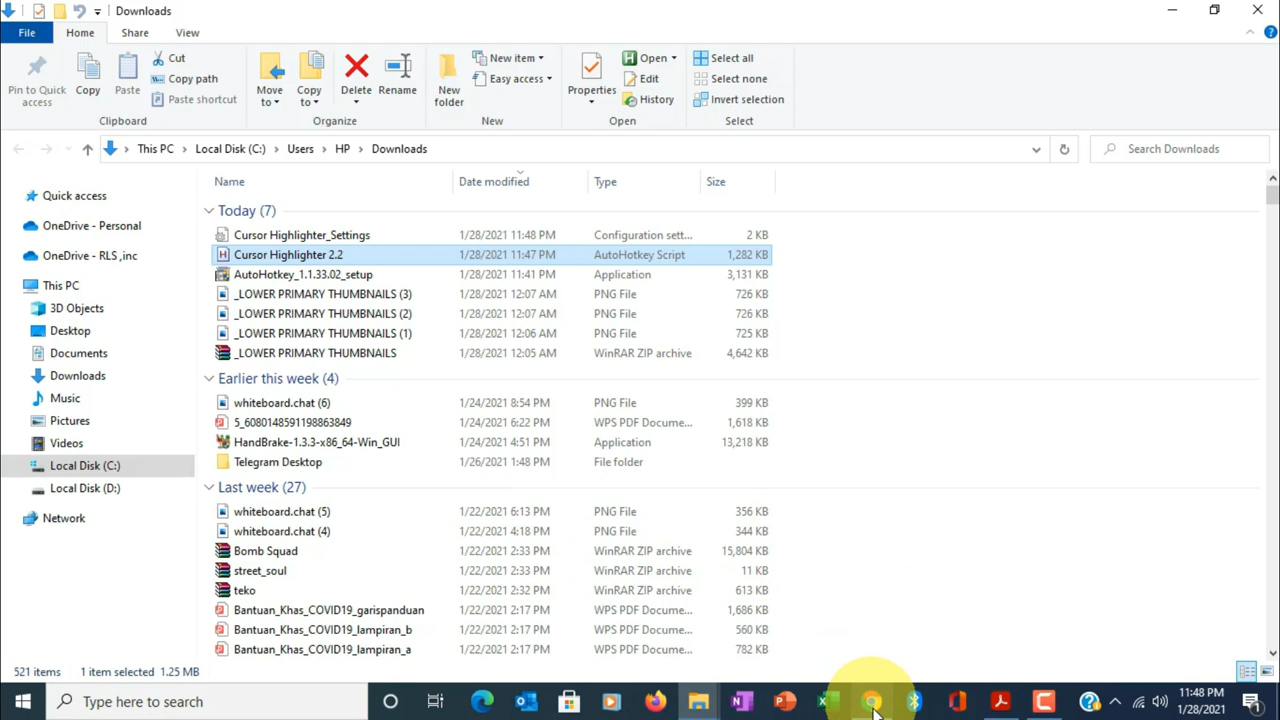 Downloads
File Home Share View
Pin to Quick access
Copy
Paste
Cut
Copy path
Paste shortcut
Clipboard
Move to
Copy to
Delete
Rename
Organize
New folder
New item
Easy access
New
Properties
Open
Edit
History
Open
Select all
Select none
Invert selection
Select
This PC > Local Disk (C:) > Users > HP > Downloads
Search Downloads
Quick access
OneDrive - Personal
OneDrive - RLS ,inc
This PC
3D Objects
Desktop
Documents
Downloads
Music
Pictures
Videos
Local Disk (C:)
Local Disk (D:)
Network
Name Date modified Type Size
Today (7)
Cursor Highlighter_Settings 1/28/2021 11:48 PM Configuration sett... 2 KB
Cursor Highlighter 2.2 1/28/2021 11:47 PM AutoHotkey Script 1,282 KB
AutoHotkey_1.1.33.02_setup 1/28/2021 11:41 PM Application 3,131 KB
_LOWER PRIMARY THUMBNAILS (3) 1/28/2021 12:07 AM PNG File 726 KB
_LOWER PRIMARY THUMBNAILS (2) 1/28/2021 12:07 AM PNG File 726 KB
_LOWER PRIMARY THUMBNAILS (1) 1/28/2021 12:06 AM PNG File 725 KB
_LOWER PRIMARY THUMBNAILS 1/28/2021 12:05 AM WinRAR ZIP archive 4,642 KB
Earlier this week (4)
whiteboard.chat (6) 1/24/2021 8:54 PM PNG File 399 KB
5_6080148591198863849 1/24/2021 6:22 PM WPS PDF Docume... 1,618 KB
HandBrake-1.3.3-x86_64-Win_GUI 1/24/2021 4:51 PM Application 13,218 KB
Telegram Desktop 1/26/2021 1:48 PM File folder
Last week (27)
whiteboard.chat (5) 1/22/2021 6:13 PM PNG File 356 KB
whiteboard.chat (4) 1/22/2021 4:18 PM PNG File 344 KB
Bomb Squad 1/22/2021 2:33 PM WinRAR ZIP archive 15,804 KB
street_soul 1/22/2021 2:33 PM WinRAR ZIP archive 11 KB
teko 1/22/2021 2:32 PM WinRAR ZIP archive 613 KB
Bantuan_Khas_COVID19_garispanduan 1/22/2021 2:17 PM WPS PDF Docume... 1,686 KB
Bantuan_Khas_COVID19_lampiran_b 1/22/2021 2:17 PM WPS PDF Docume... 560 KB
Bantuan_Khas_COVID19_lampiran_a 1/22/2021 2:17 PM WPS PDF Docume... 782 KB
521 items 1 item selected 1.25 MB
Type here to search
11:48 PM
1/28/2021